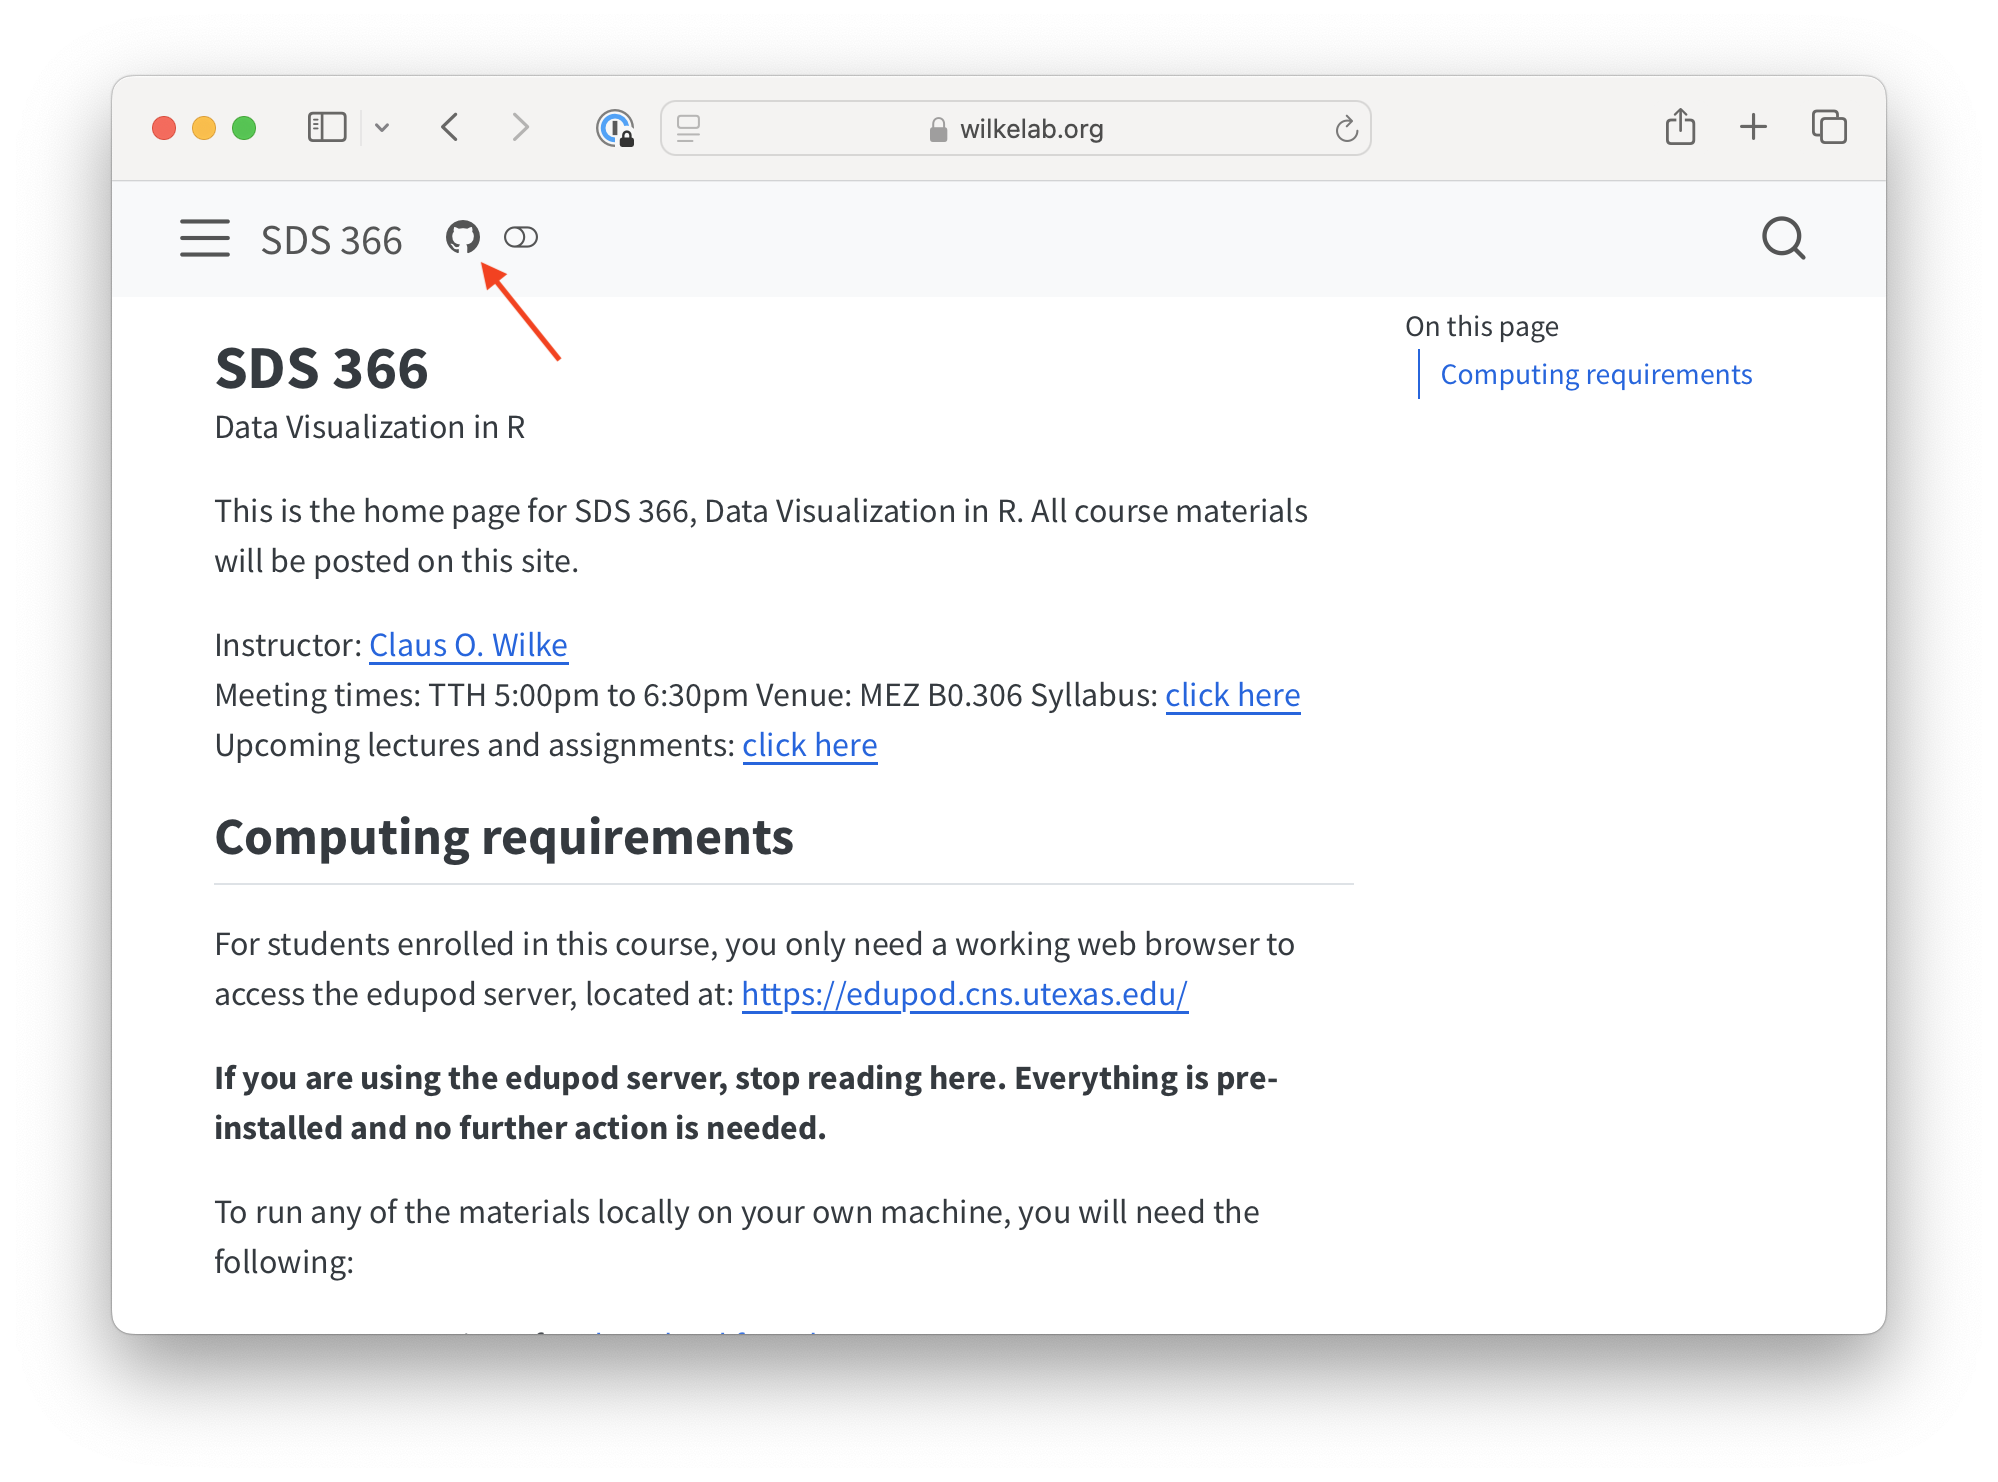 wilkelab.org
SDS 366
On this page
Computing requirements
SDS 366
Data Visualization in R
This is the home page for SDS 366, Data Visualization in R. All course materials
will be posted on this site.
Instructor: Claus O. Wilke
Meeting times: TTH 5:00pm to 6:30pm Venue: MEZ B0.306 Syllabus: click here
Upcoming lectures and assignments: click here
Computing requirements
For students enrolled in this course, you only need a working web browser to
access the edupod server, located at: https://edupod.cns.utexas.edu/
If you are using the edupod server, stop reading here. Everything is pre-
installed and no further action is needed.
To run any of the materials locally on your own machine, you will need the
following: